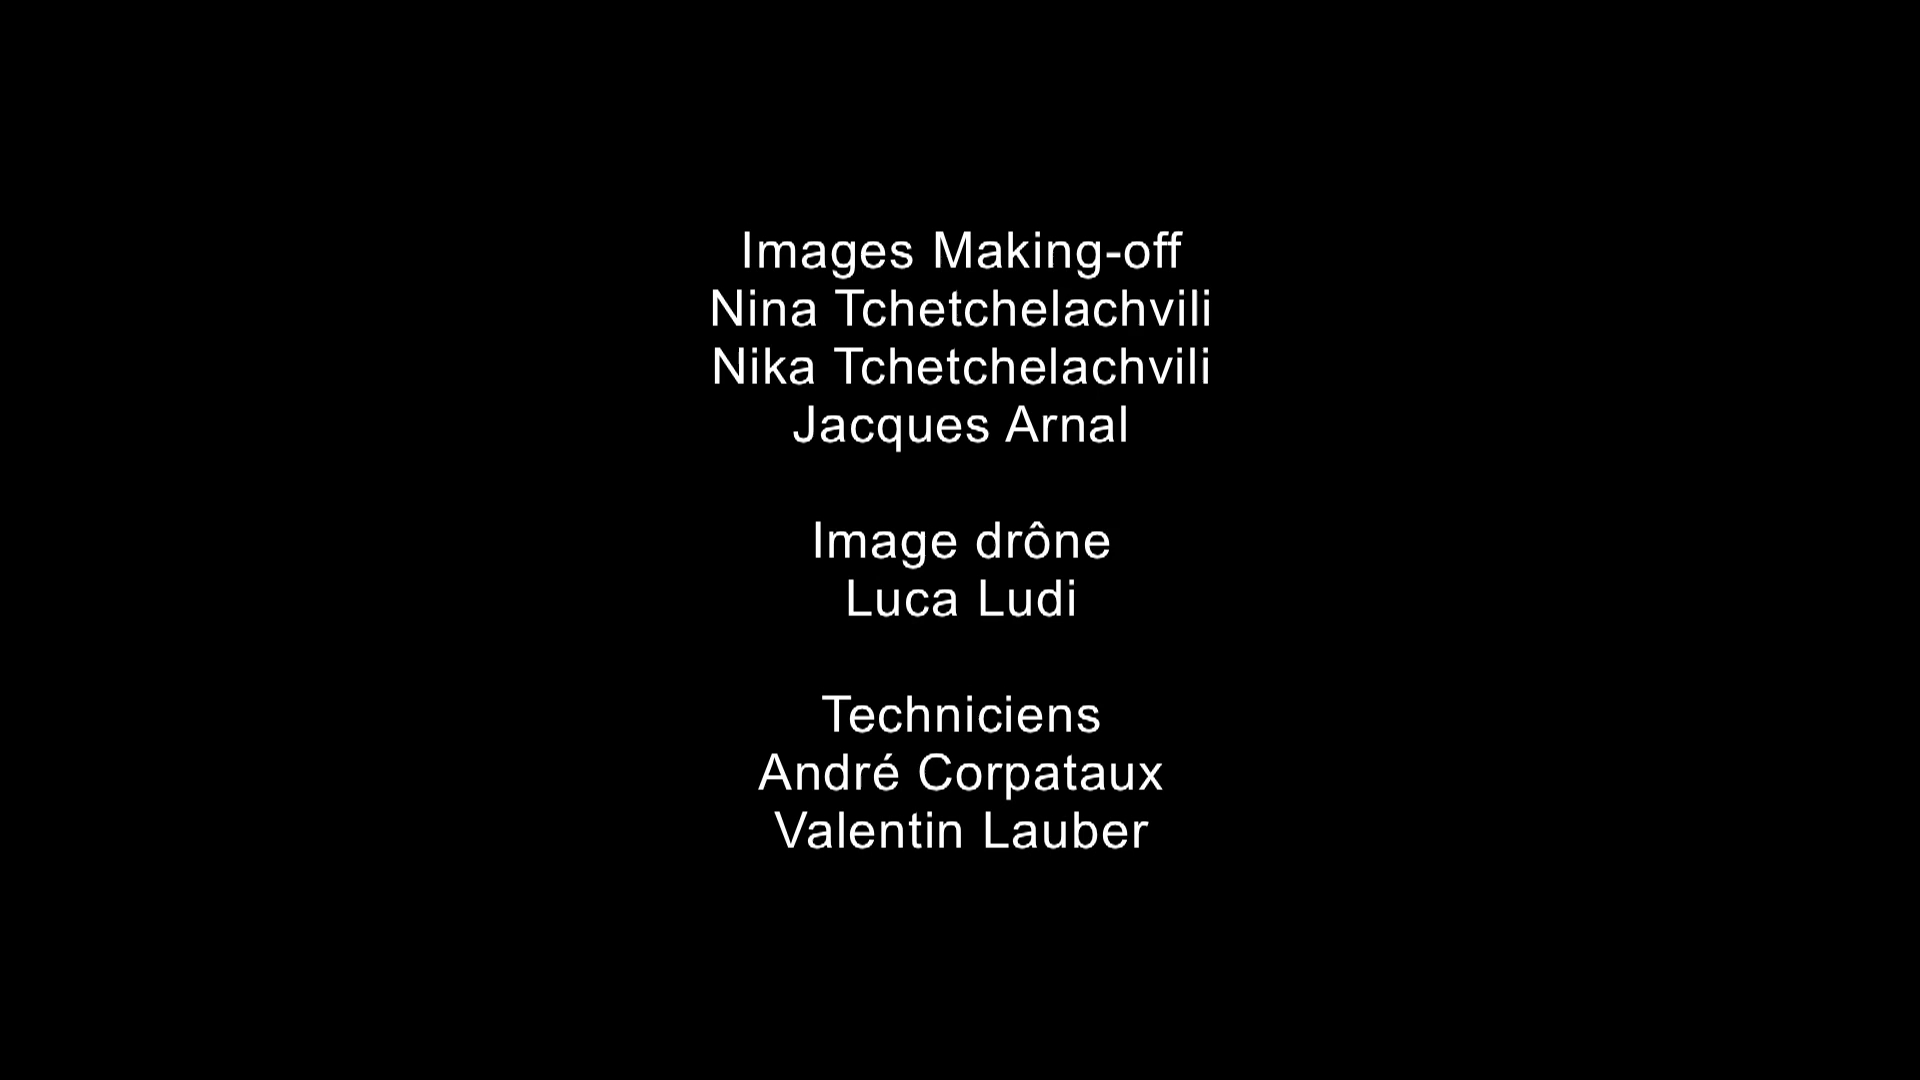 Images Making-off
Nina Tchetchelachvili
Nika Tchetchelachvili
Jacques Arnal
Image drône
Luca Ludi
Techniciens
André Corpataux
Valentin Lauber